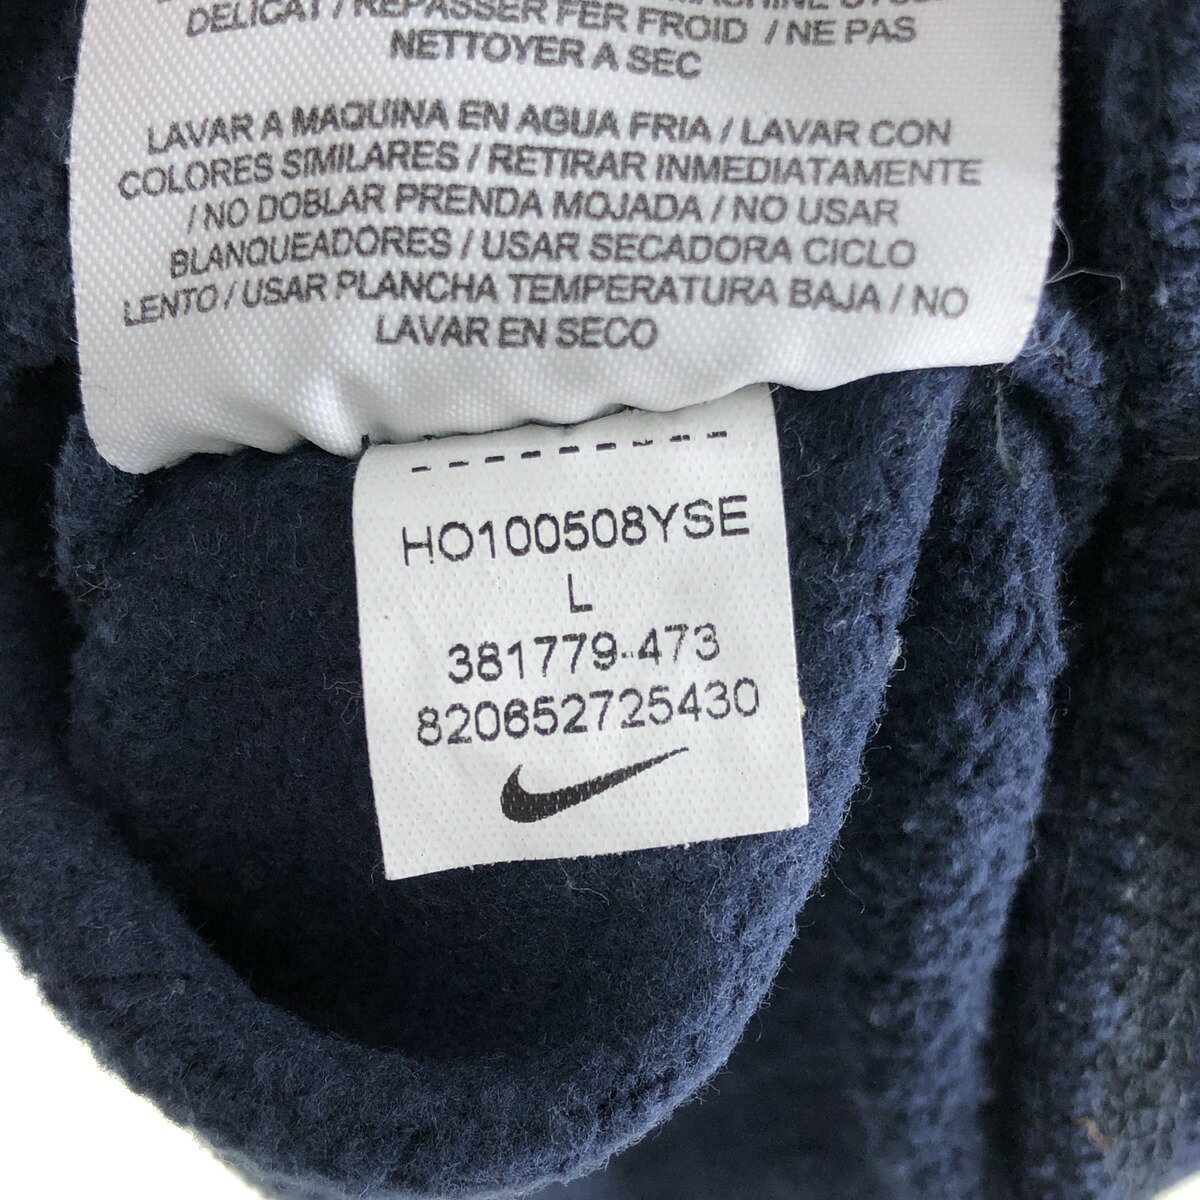 DELICAT / REPASSER FER FROID / NE PAS
NETTOYER A SEC
LAVAR A MAQUINA EN AGUA FRIA / LAVAR CON
COLORES SIMILARES / RETIRAR INMEDIATAMENTE
/ NO DOBLAR PRENDA MOJADA / NO USAR
BLANQUEADORES / USAR SECADORA CICLO
LENTO / USAR PLANCHA TEMPERATURA BAJA / NO
LAVAR EN SECO
HO100508YSE
L
381779-473
820652725430